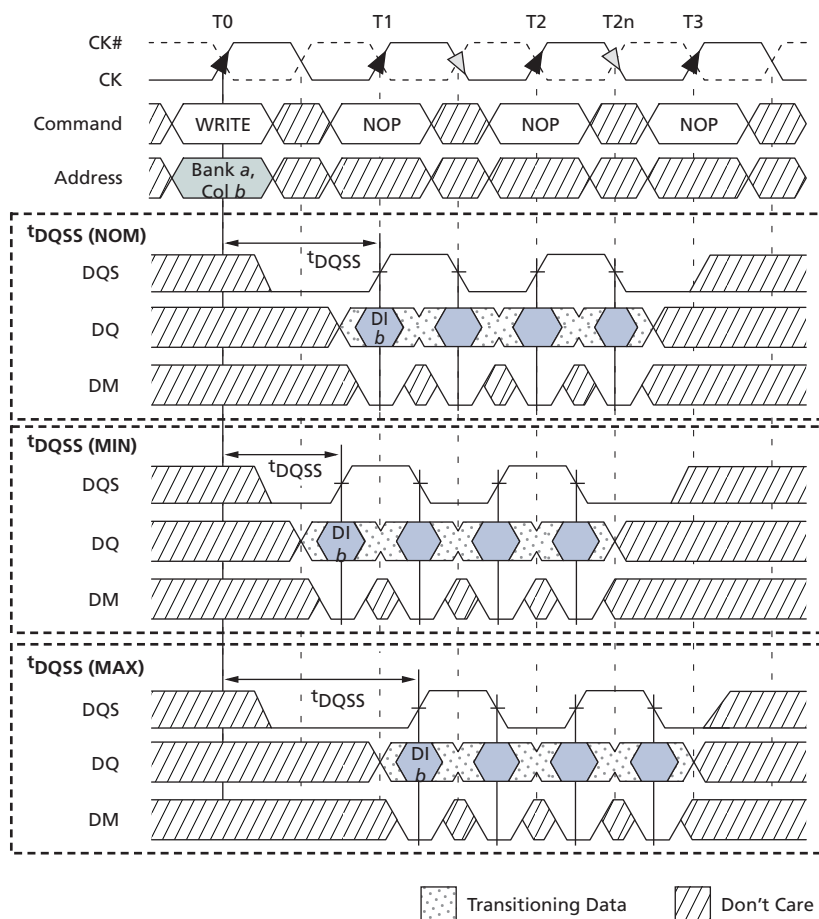 T0 T1 T2 T2n T3
CK#
CK
Command WRITE NOP NOP NOP
Address Bank a,
Col b
tDQSS (NOM)
tDQSS
DQS
DQ DI
b
DM
tDQSS (MIN)
tDQSS
DQS
DQ DI
b
DM
tDQSS (MAX)
tDQSS
DQS
DQ DI
b
DM
Transitioning Data Don't Care